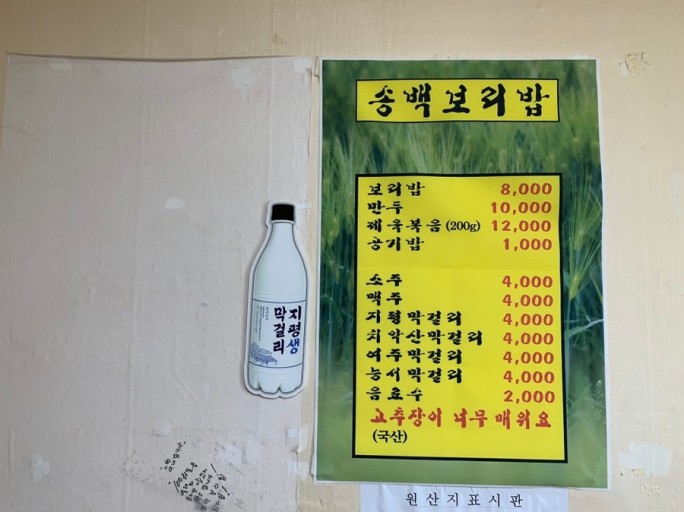 송백보리밥
보리밥 8,000
만두 10,000
제육볶음 (200g) 12,000
공기밥 1,000
소주 4,000
맥주 4,000
지평막걸리 4,000
치악산막걸리 4,000
여주막걸리 4,000
능서막걸리 4,000
음료수 2,000
고추장이 너무 매워요
(국산)
원산지표시판
지평생
막걸리